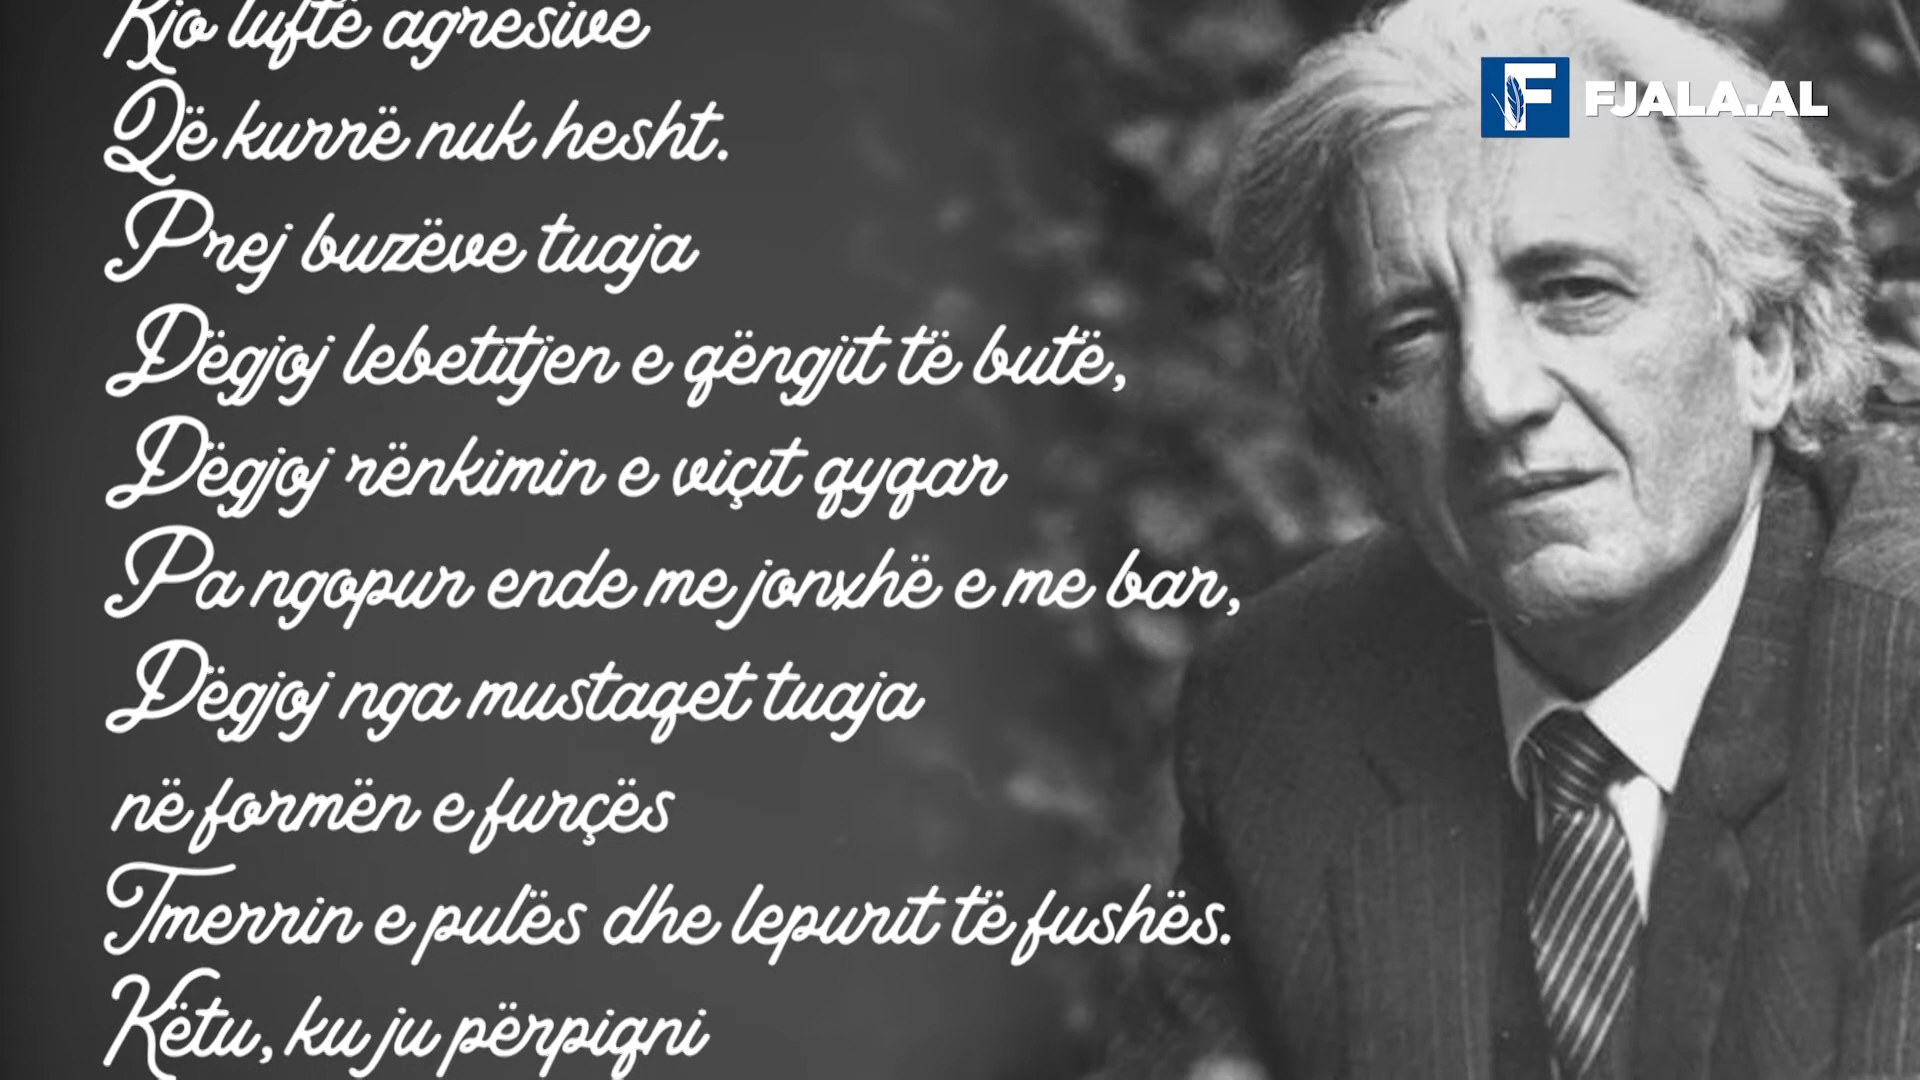 Kjo luftë agresive
Që kurrë nuk hesht.
Prej buzëve tuaja
Dëgjoj lebetitjen e qëngjit të butë,
Dëgjoj rënkimin e viçit qyqar
Pa ngopur ende me jonxhë e me bar,
Dëgjoj nga mustaqet tuaja
në formën e furçës
Tmerrin e pulës dhe lepurit të fushës.
Këtu, ku ju përpiqni
F FJALA.AL